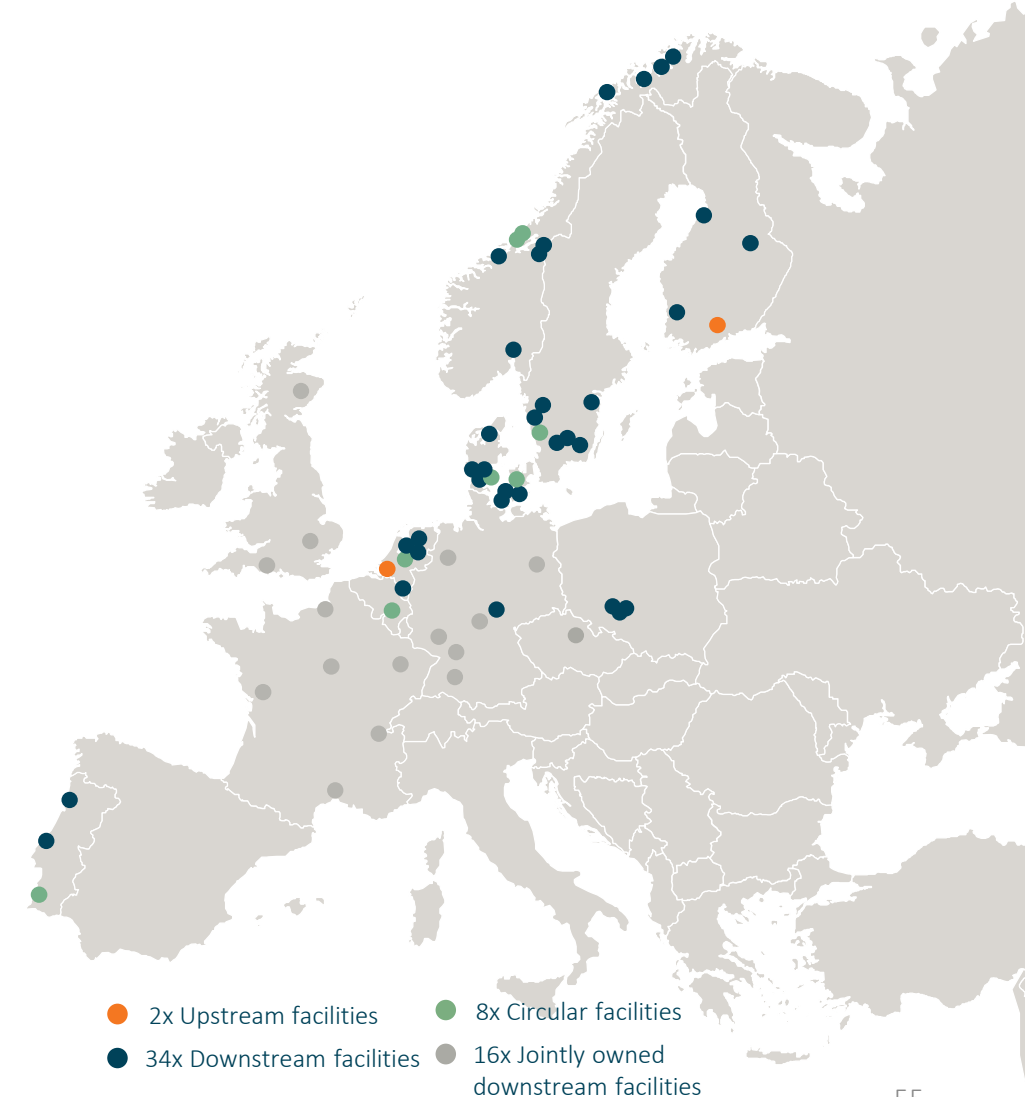 2x Upstream facilities
8x Circular facilities
34x Downstream facilities
16x Jointly owned
downstream facilities